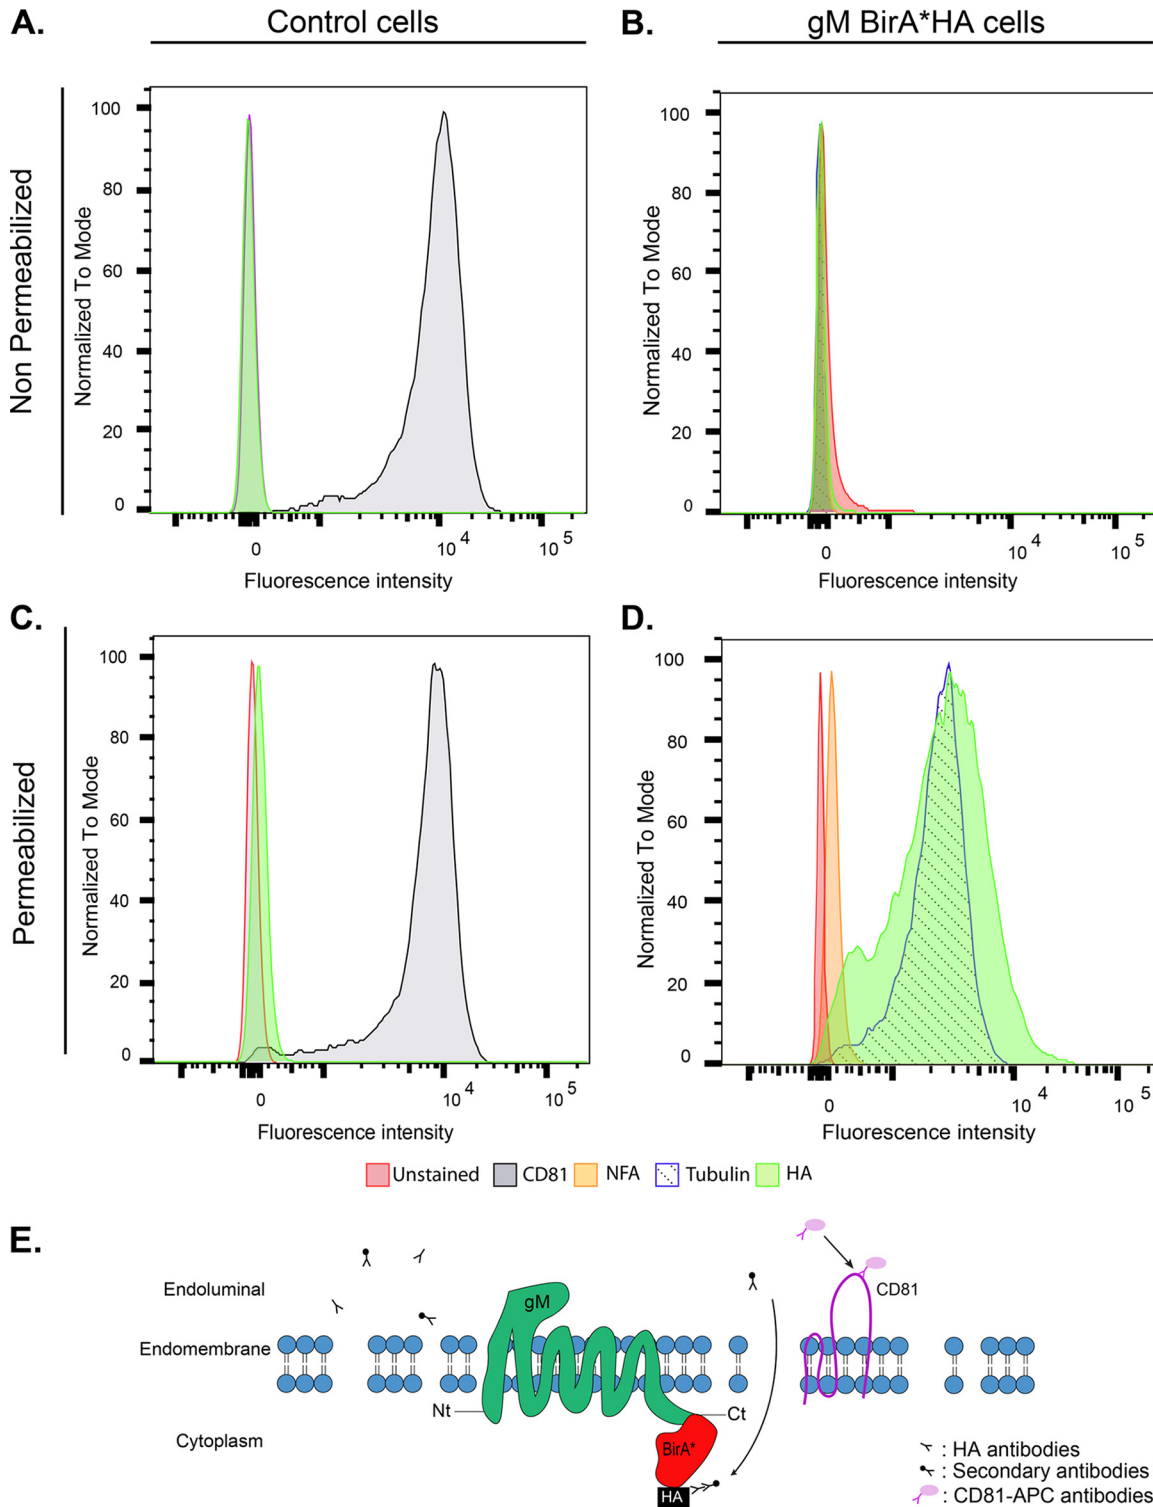 A.
Control cells
B.
gM BirA*HA cells
Non Permeabilized
Normalized To Mode
100
80
60
40
20
0
0
10 4
10 5
Fluorescence intensity
Normalized To Mode
100
80
60
40
20
0
0
10 4
10 5
Fluorescence intensity
C.
D.
Permeabilized
Normalized To Mode
100
80
60
40
20
0
0
10 4
10 5
Fluorescence intensity
Normalized To Mode
100
80
60
40
20
0
0
10 4
10 5
Fluorescence intensity
Unstained CD81 NFA Tubulin HA
E.
Endoluminal
gM
CD81
Endomembrane
Nt
Ct
Cytoplasm
BirA*
HA
: HA antibodies
: Secondary antibodies
: CD81-APC antibodies